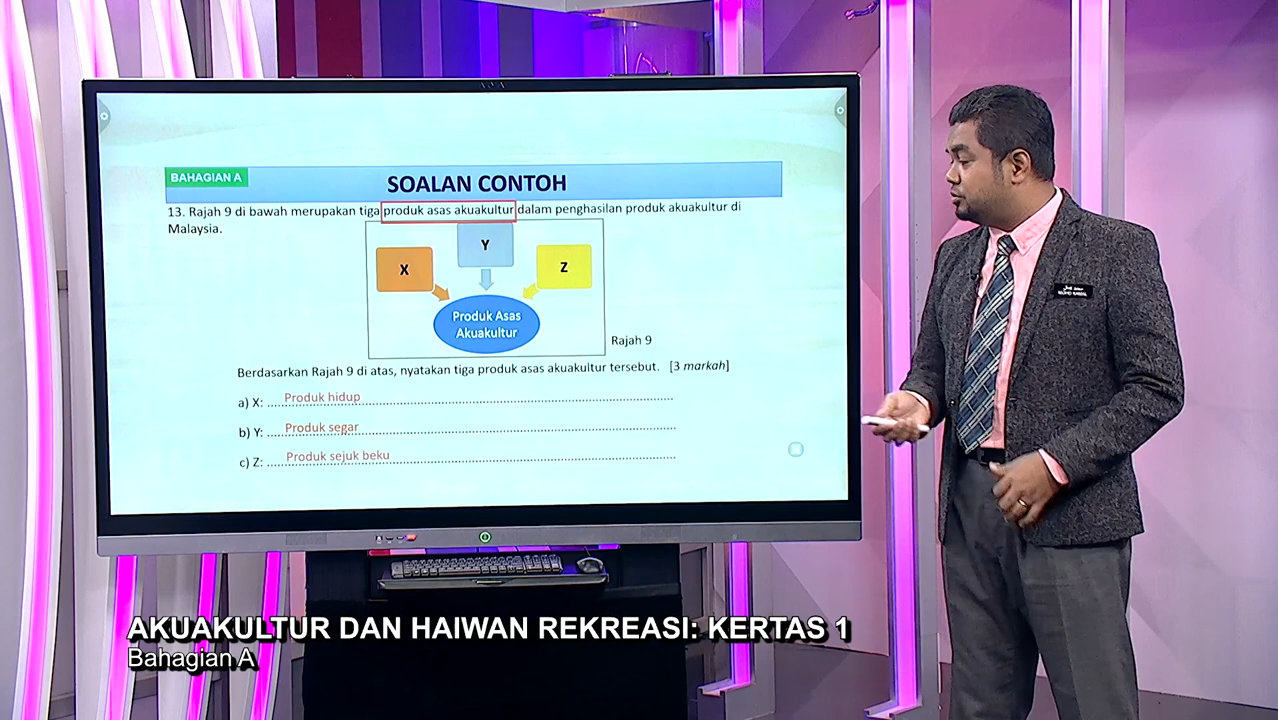 BAHAGIAN A
SOALAN CONTOH
13. Rajah 9 di bawah merupakan tiga produk asas akuakultur dalam penghasilan produk akuakultur di
Malaysia.
X
Y
Z
Produk Asas
Akuakultur
Rajah 9
Berdasarkan Rajah 9 di atas, nyatakan tiga produk asas akuakultur tersebut. [3 markah]
a) X: Produk hidup
b) Y: Produk segar
c) Z: Produk sejuk beku
AKUAKULTUR DAN HAIWAN REKREASI: KERTAS 1
Bahagian A